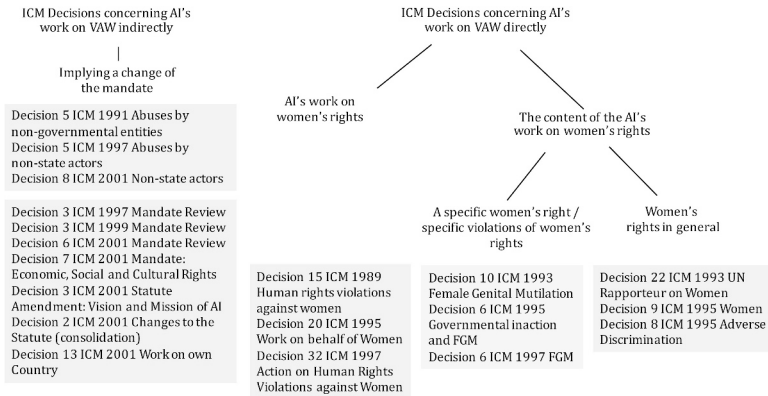 ICM Decisions concerning AI's
work on VAW indirectly
Implying a change of
the mandate
Decision 5 ICM 1991 Abuses by
non-governmental entities
Decision 5 ICM 1997 Abuses by
non-state actors
Decision 8 ICM 2001 Non-state actors
Decision 3 ICM 1997 Mandate Review
Decision 3 ICM 1999 Mandate Review
Decision 6 ICM 2001 Mandate Review
Decision 7 ICM 2001 Mandate:
Economic, Social and Cultural Rights
Decision 3 ICM 2001 Statute
Amendment: Vision and Mission of AI
Decision 2 ICM 2001 Changes to the
Statute (consolidation)
Decision 13 ICM 2001 Work on own
Country
ICM Decisions concerning AI's
work on VAW directly
AI's work on
women's rights
Decision 15 ICM 1989
Human rights violations
against women
Decision 20 ICM 1995
Work on behalf of Women
Decision 32 ICM 1997
Action on Human Rights
Violations against Women
The content of the AI's
work on women's rights
A specific women's right /
specific violations of women's
rights
Decision 10 ICM 1993
Female Genital Mutilation
Decision 6 ICM 1995
Governmental inaction
and FGM
Decision 6 ICM 1997 FGM
Women's
rights in general
Decision 22 ICM 1993 UN
Rapporteur on Women
Decision 9 ICM 1995 Women
Decision 8 ICM 1995 Adverse
Discrimination